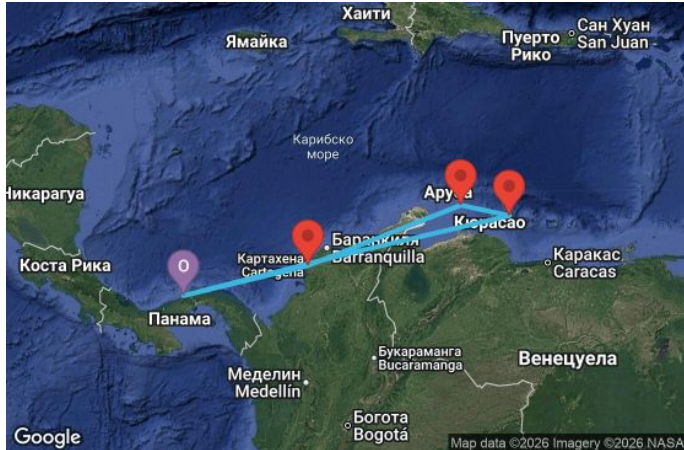 Хаити
Ямайка
Пуерто
Рико
Сан Хуан
San Juan
Карибско
море
Никарагуа
Аруба
Кюрасао
Баранкиля
Barranquilla
Картахена
Cartagena
Коста Рика
O
Панама
Каракас
Caracas
Букараманга
Bucaramanga
Венецуела
Меделин
Medellín
Богота
Bogotá
Google
Map data ©2026 Imagery ©2026 NASA